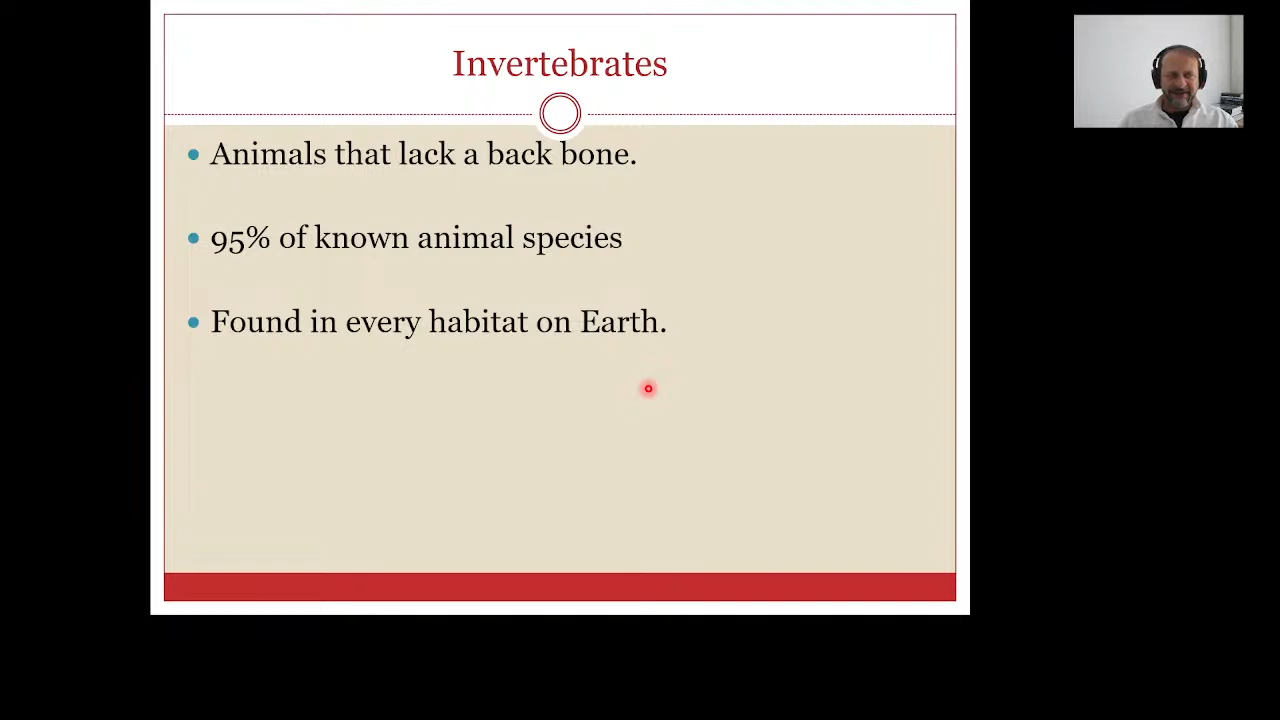 Invertebrates
Animals that lack a back bone.
95% of known animal species
Found in every habitat on Earth.